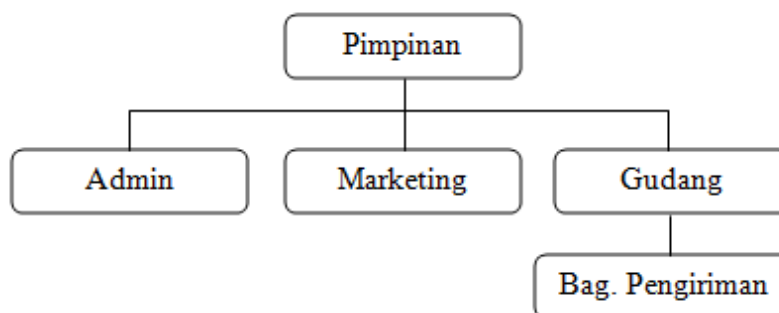 Pimpinan
Admin
Marketing
Gudang
Bag. Pengiriman